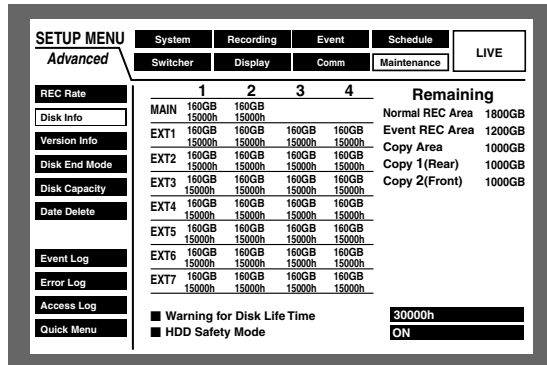 SETUP MENU
Advanced
System Recording Event Schedule
Switcher Display Comm Maintenance
LIVE
REC Rate
Disk Info
Version Info
Disk End Mode
Disk Capacity
Date Delete
Event Log
Error Log
Access Log
Quick Menu
1 2 3 4
MAIN 160GB 160GB
15000h 15000h
EXT1 160GB 160GB 160GB 160GB
15000h 15000h 15000h 15000h
EXT2 160GB 160GB 160GB 160GB
15000h 15000h 15000h 15000h
EXT3 160GB 160GB 160GB 160GB
15000h 15000h 15000h 15000h
EXT4 160GB 160GB 160GB 160GB
15000h 15000h 15000h 15000h
EXT5 160GB 160GB 160GB 160GB
15000h 15000h 15000h 15000h
EXT6 160GB 160GB 160GB 160GB
15000h 15000h 15000h 15000h
EXT7 160GB 160GB 160GB 160GB
15000h 15000h 15000h 15000h
Remaining
Normal REC Area 1800GB
Event REC Area 1200GB
Copy Area 1000GB
Copy 1(Rear) 1000GB
Copy 2(Front) 1000GB
■ Warning for Disk Life Time 30000h
■ HDD Safety Mode ON